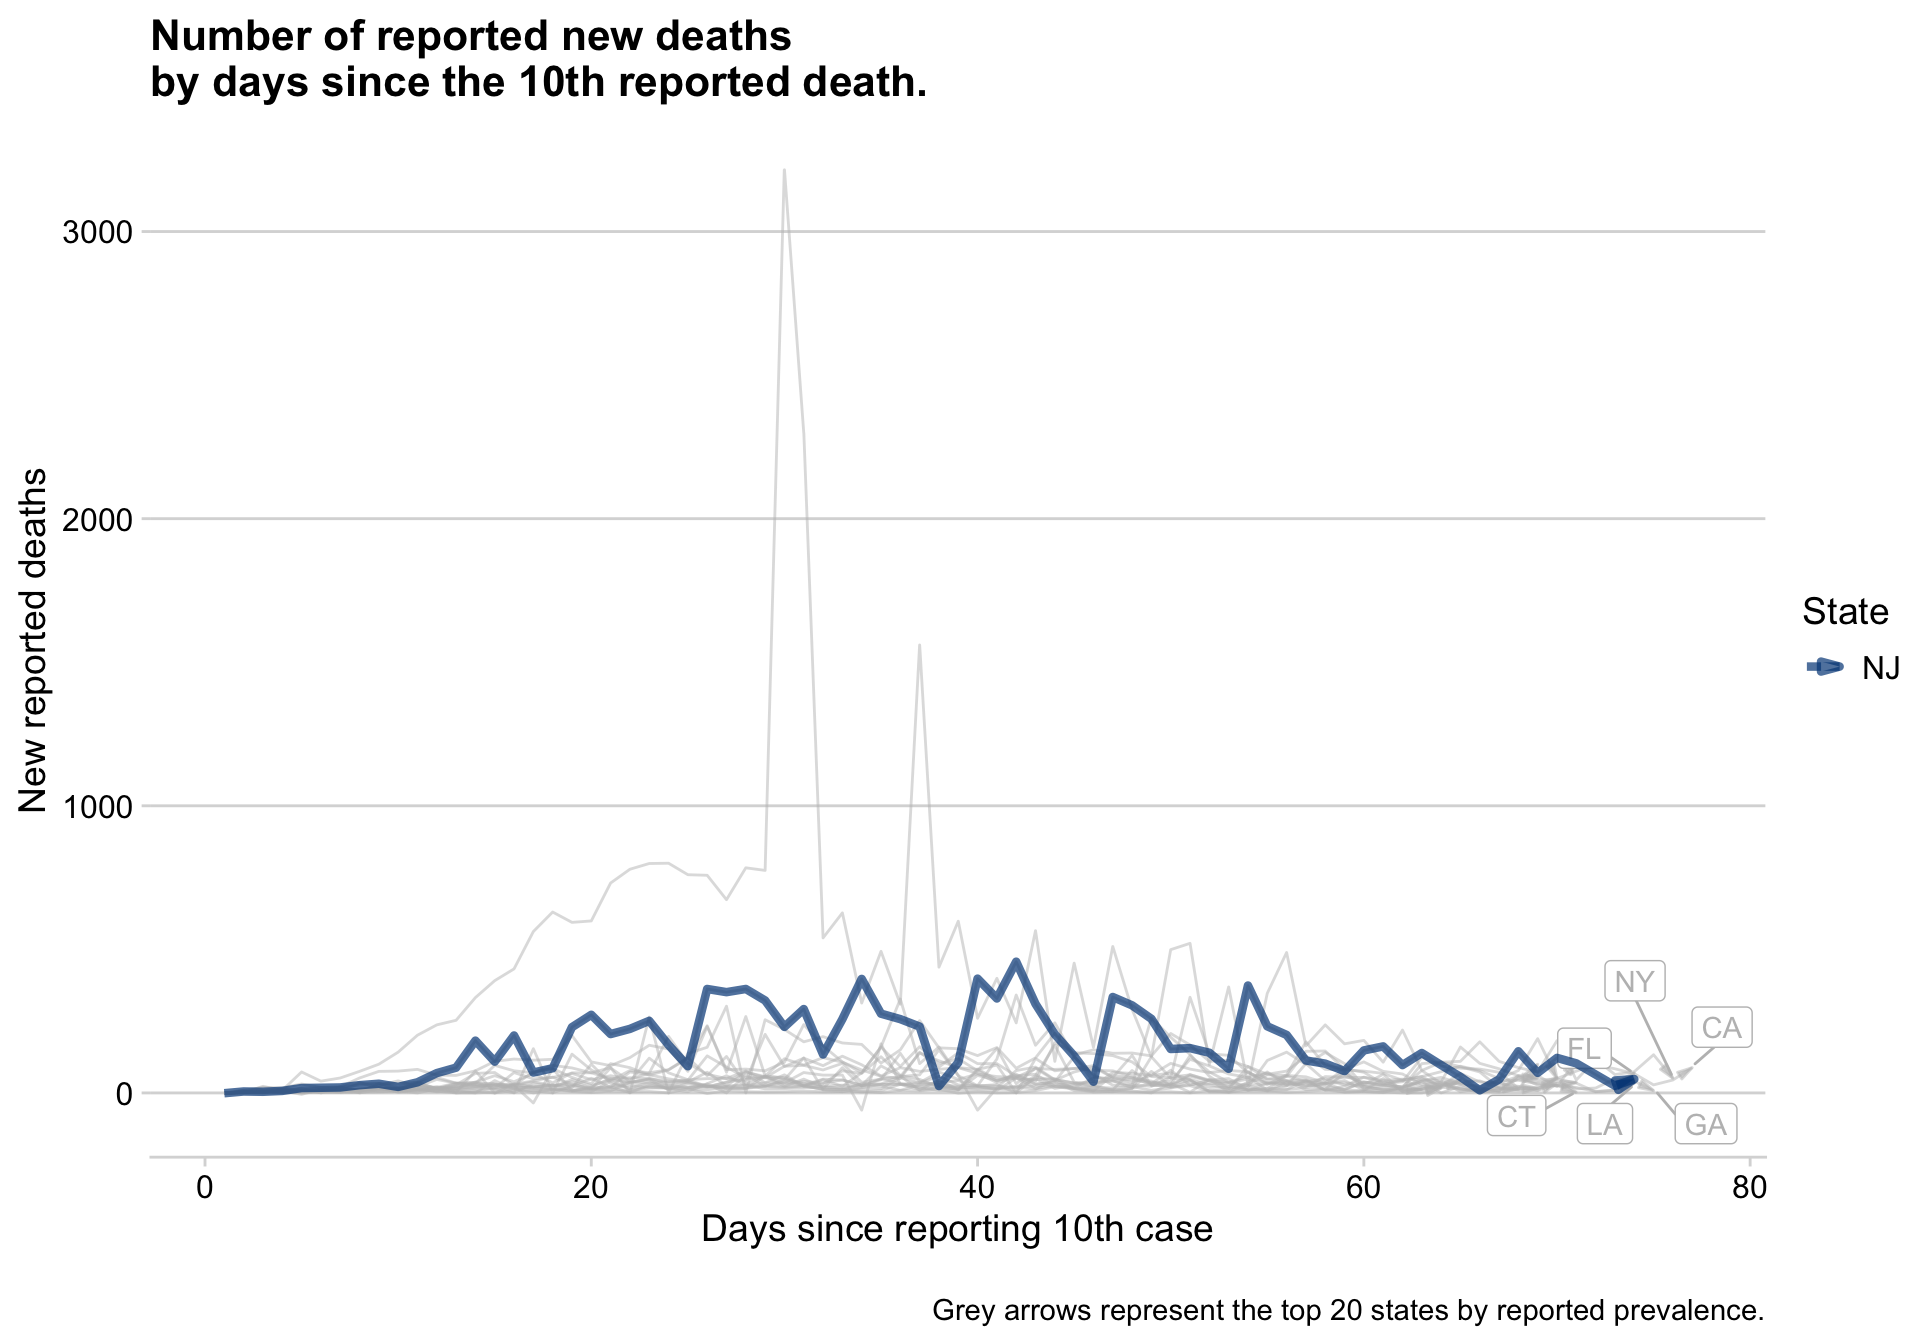 Number of reported new deaths
by days since the 10th reported death.
New reported deaths
3000
2000
1000
0
0
20
40
60
80
Days since reporting 10th case
NY
CA
FL
CT
LA
GA
State
NJ
Grey arrows represent the top 20 states by reported prevalence.